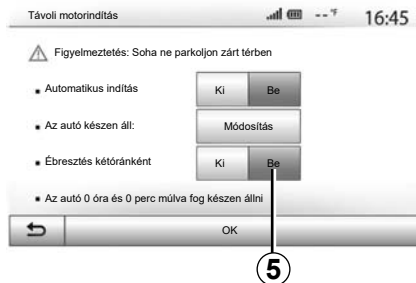 Távoli motorindítás
--°F
16:45
Figyelmeztetés: Soha ne parkoljon zárt térben
Automatikus indítás
Ki
Be
Az autó készen áll:
Módosítás
Ébresztés kétóránként
Ki
Be
Az autó 0 óra és 0 perc múlva fog készen állni
OK
5